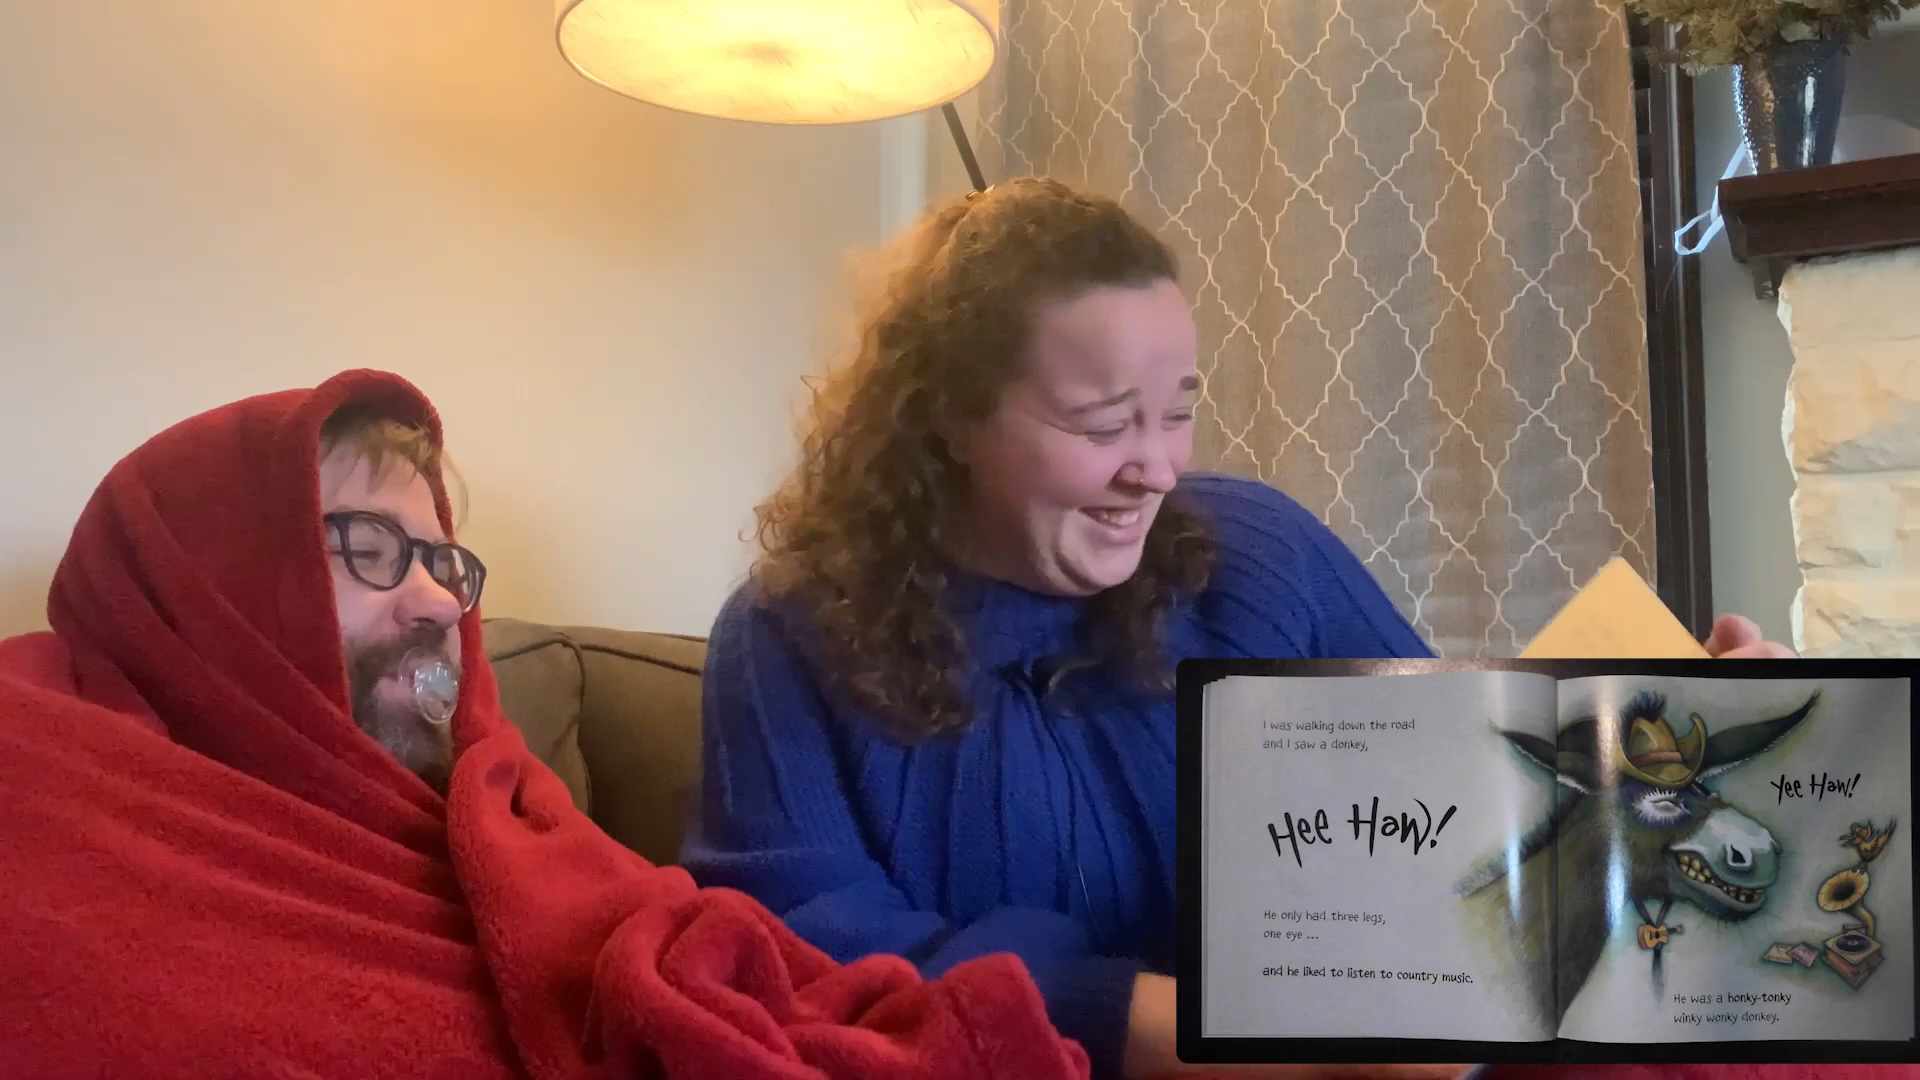 I was walking down the road
and I saw a donkey,
Hee Haw!
He only had three legs,
one eye ...
and he liked to listen to country music.
Yee Haw!
He was a honky-tonky
winky wonky donkey.